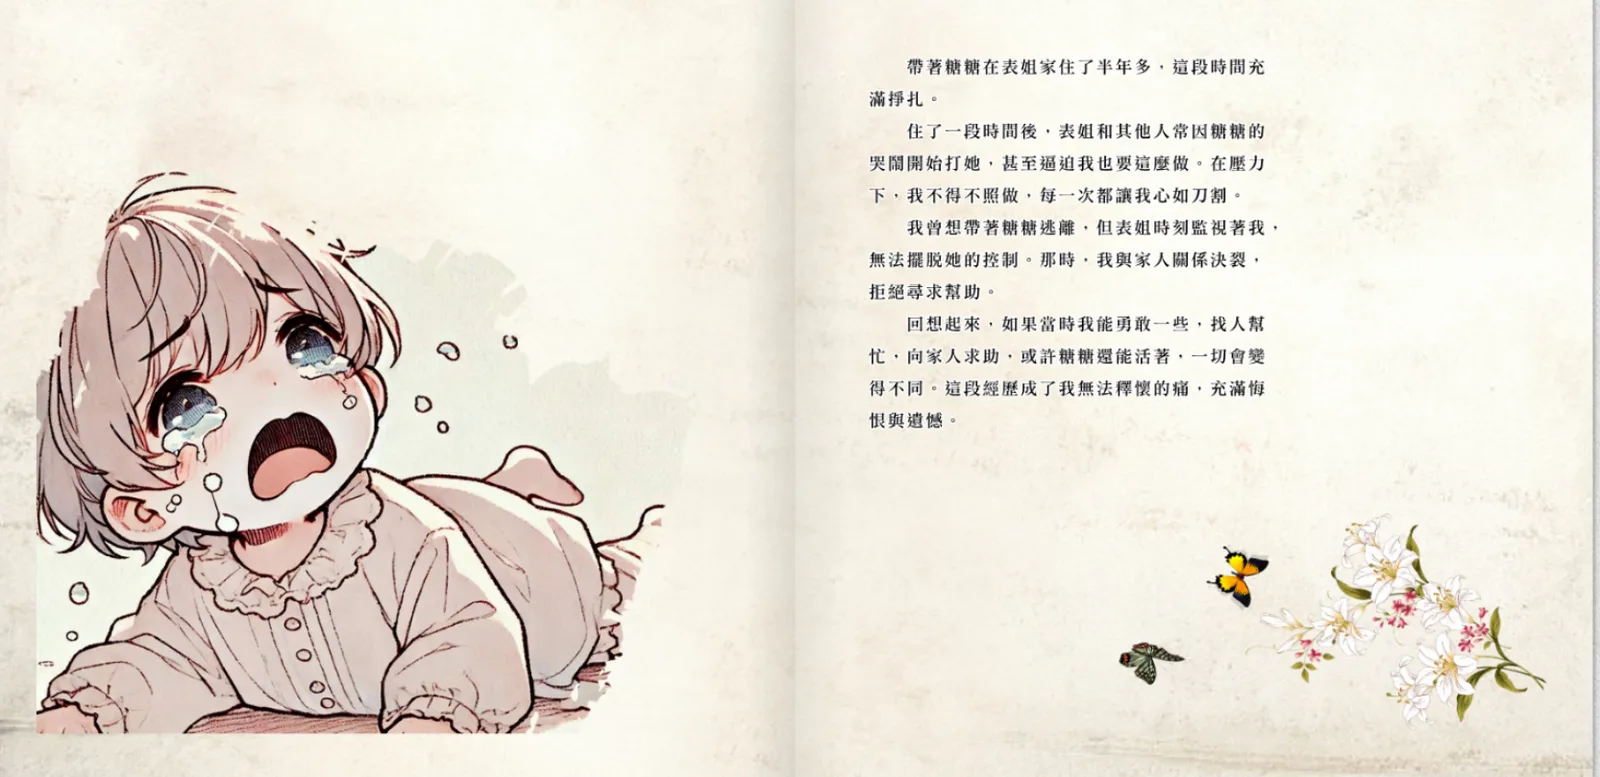 帶著糖糖在表姐家住了半年多，這段時間充
滿掙扎。
住了一段時間後，表姐和其他人常因糖糖的
哭鬧開始打她，甚至逼迫我也要這麼做。在壓力
下，我不得不照做，每一次都讓我心如刀割。
我曾想帶著糖糖逃離，但表姐時刻監視著我，
無法擺脫她的控制。那時，我與家人關係決裂，
拒絕尋求幫助。
回想起來，如果當時我能勇敢一些，找人幫
忙，向家人求助，或許糖糖還能活著，一切會變
得不同。這段經歷成了我無法釋懷的痛，充滿悔
恨與遺憾。